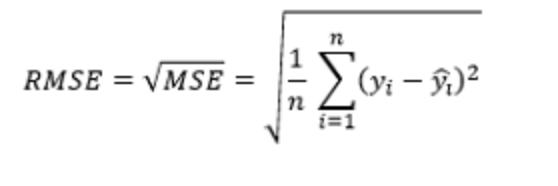 RMSE = √MSE = √(1/n ∑_{i=1}^{n} (y_i − ŷ_i)²)